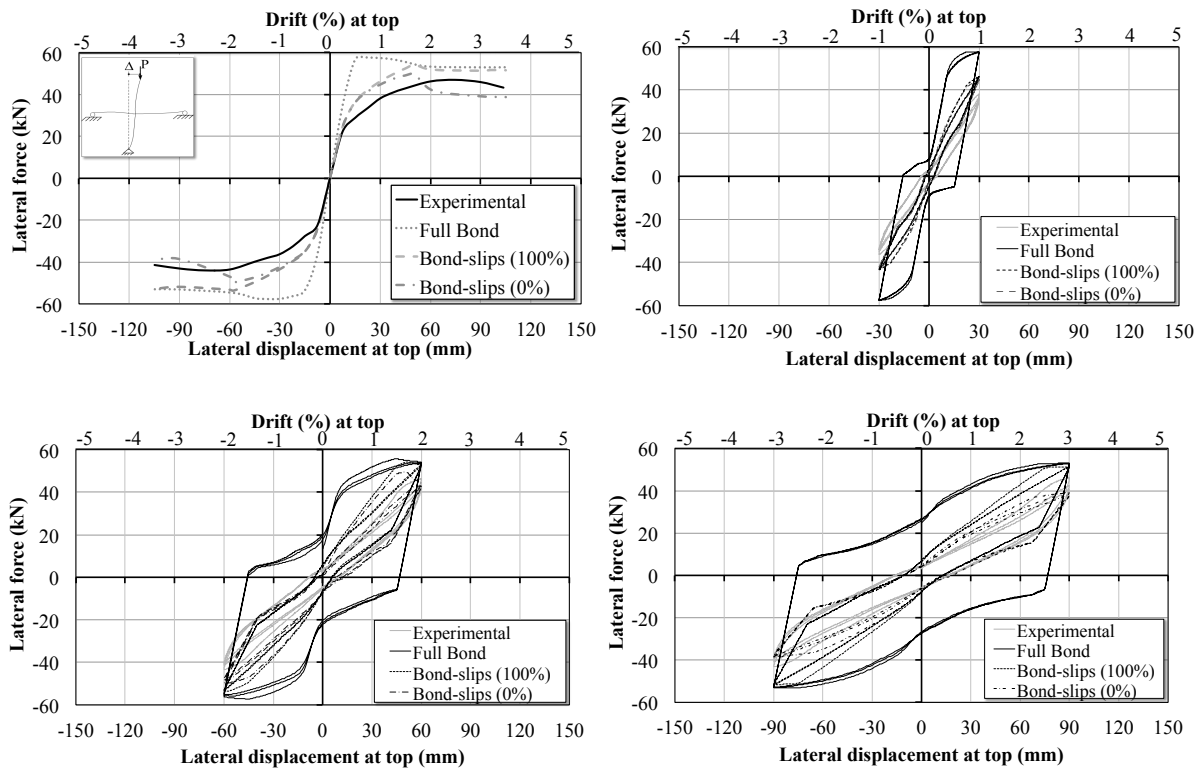 Drift (%) at top
-5 -4 -3 -2 -1 0 1 2 3 4 5
60
40
20
0
-20
-40
-60
Lateral force (kN)
Δ P
Experimental
Full Bond
Bond-slips (100%)
Bond-slips (0%)
-150 -120 -90 -60 -30 0 30 60 90 120 150
Lateral displacement at top (mm)
Drift (%) at top
-5 -4 -3 -2 -1 0 1 2 3 4 5
60
40
20
0
-20
-40
-60
Lateral force (kN)
Experimental
Full Bond
Bond-slips (100%)
Bond-slips (0%)
-150 -120 -90 -60 -30 0 30 60 90 120 150
Lateral displacement at top (mm)
Drift (%) at top
-5 -4 -3 -2 -1 0 1 2 3 4 5
60
40
20
0
-20
-40
-60
Lateral force (kN)
Experimental
Full Bond
Bond-slips (100%)
Bond-slips (0%)
-150 -120 -90 -60 -30 0 30 60 90 120 150
Lateral displacement at top (mm)
Drift (%) at top
-5 -4 -3 -2 -1 0 1 2 3 4 5
60
40
20
0
-20
-40
-60
Lateral force (kN)
Experimental
Full Bond
Bond-slips (100%)
Bond-slips (0%)
-150 -120 -90 -60 -30 0 30 60 90 120 150
Lateral displacement at top (mm)